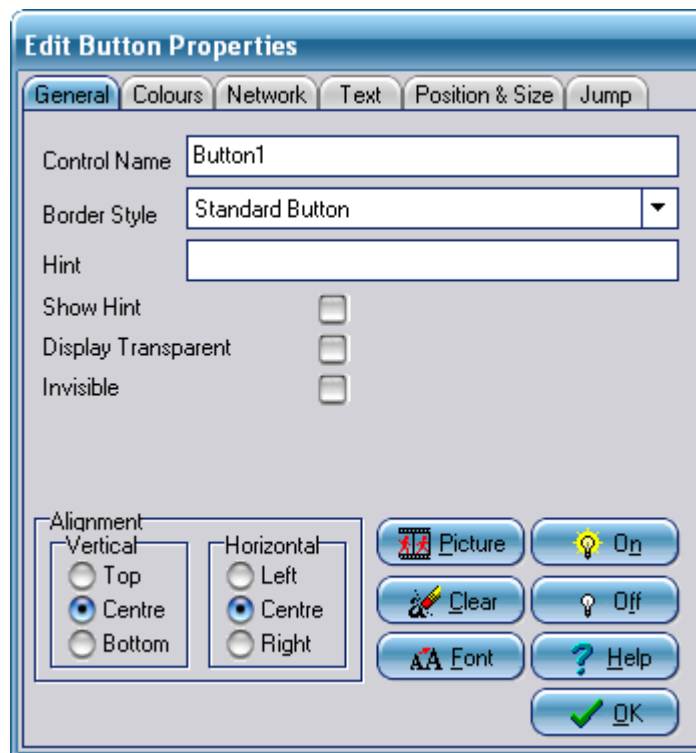 Edit Button Properties
General Colours Network Text Position & Size Jump
Control Name Button1
Border Style Standard Button
Hint
Show Hint
Display Transparent
Invisible
Alignment
Vertical
Top
Centre
Bottom
Horizontal
Left
Centre
Right
Picture On
Clear Off
Font Help
OK